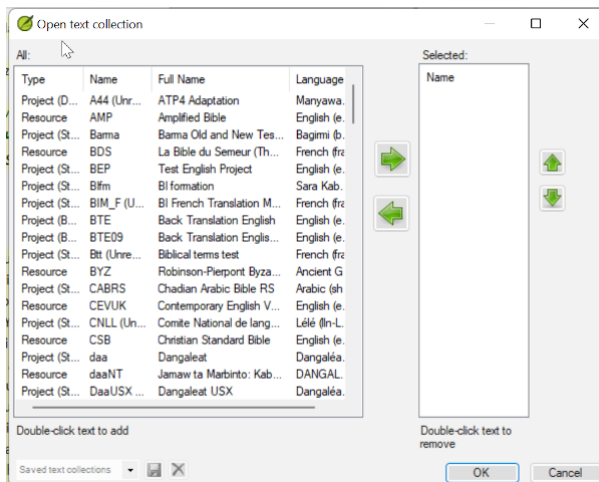 Open text collection
All:
Selected:
Type Name Full Name Language
Name
Project (D... A44 (Unr... ATP4 Adaptation Manyawa.
Resource AMP Amplified Bible English (e.
Project (St... Barma Barma Old and New Tes... Bagirmi (b.
Resource BDS La Bible du Semeur (Th... French (fra
Project (St... BEP Test English Project English (e.
Project (St... Blfm BI formation Sara Kab.
Project (St... BIM_F (U... BI French Translation M... French (fra
Project (B... BTE Back Translation English English (e.
Project (B... BTE09 Back Translation Englis... English (e.
Project (St... Btt (Unre... Biblical terms test French (fra
Resource BYZ Robinson-Pierpont Byza... Ancient G
Project (St... CABRS Chadian Arabic Bible RS Arabic (sh
Resource CEVUK Contemporary English V... English (e.
Project (St... CNLL (Un... Comite National de lang... Lélé (lln-L.
Resource CSB Christian Standard Bible English (e.
Project (St... daa Dangaleat Dangaléa.
Resource daaNT Jamaw ta Marbinto: Kab... DANGAL.
Project (St... DaaUSX ... Dangaleat USX Dangaléa.
Double-click text to add
Double-click text to
remove
Saved text collections
OK Cancel